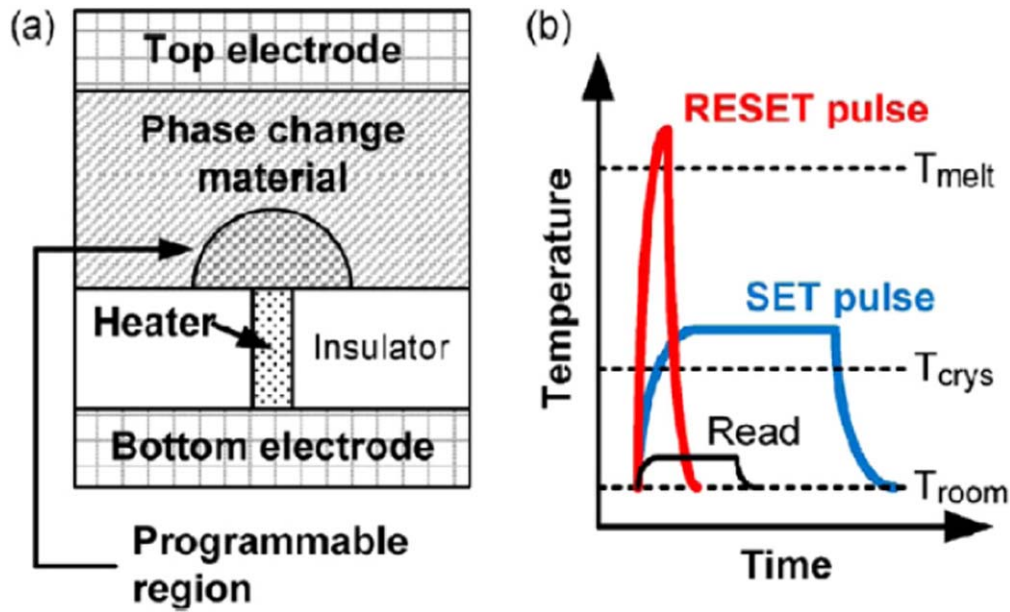 (a)
Top electrode
Phase change
material
Heater
Insulator
Bottom electrode
Programmable
region
(b)
RESET pulse
Tmelt
SET pulse
Tcrys
Read
Troom
Temperature
Time